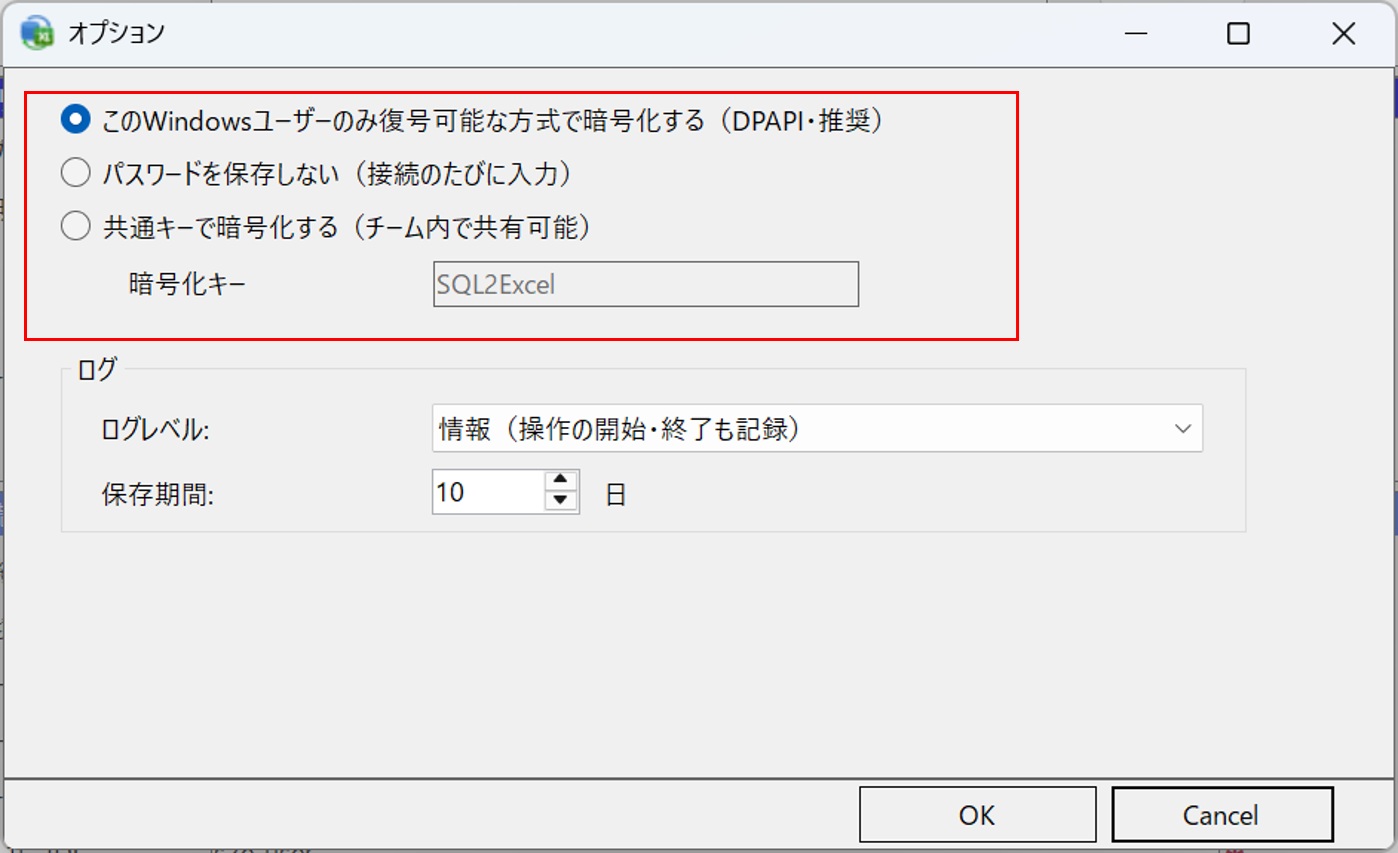 オプション
このWindowsユーザーのみ復号可能な方式で暗号化する（DPAPI・推奨）
パスワードを保存しない（接続のたびに入力）
共通キーで暗号化する（チーム内で共有可能）
暗号化キー SQL2Excel
ログ
ログレベル: 情報（操作の開始・終了も記録）
保存期間: 10 日
OK Cancel